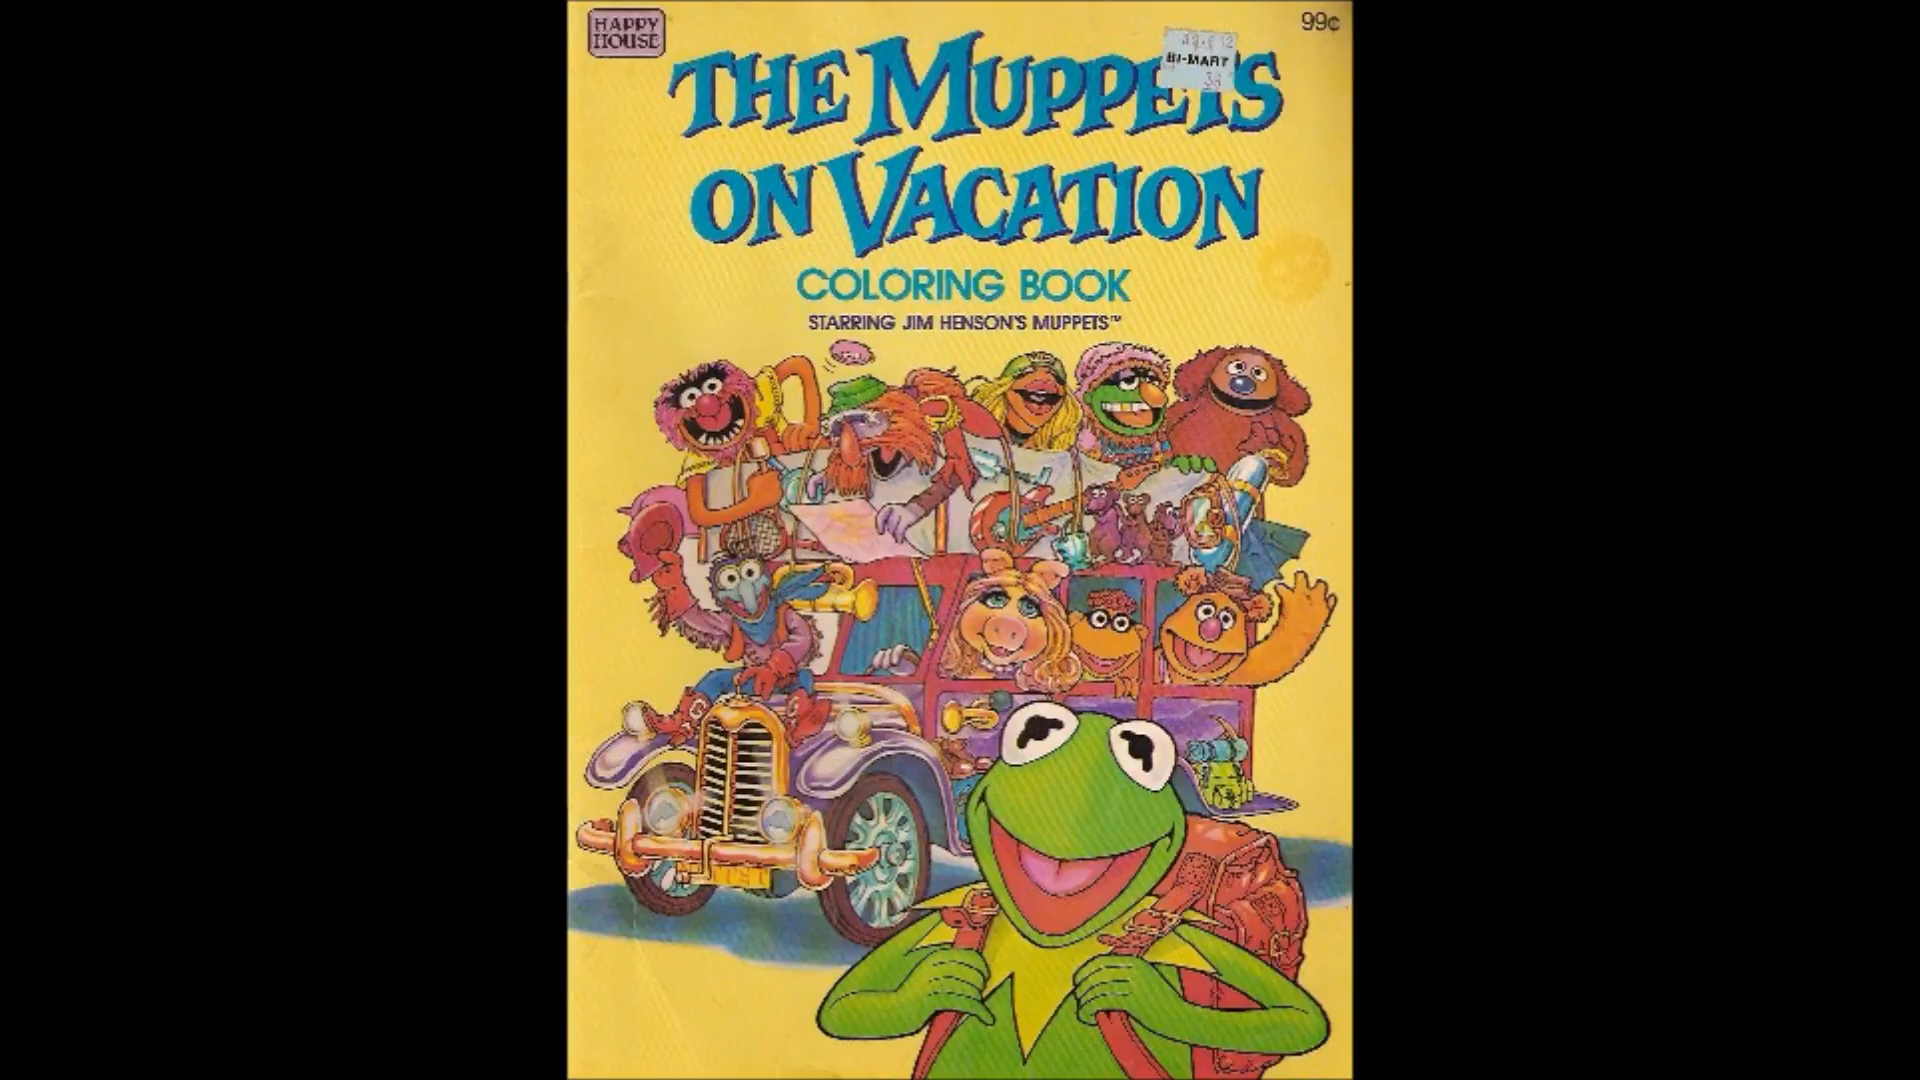 HAPPY
HOUSE
99¢
BI-MART
THE MUPPETS
ON VACATION
COLORING BOOK
STARRING JIM HENSON'S MUPPETS™